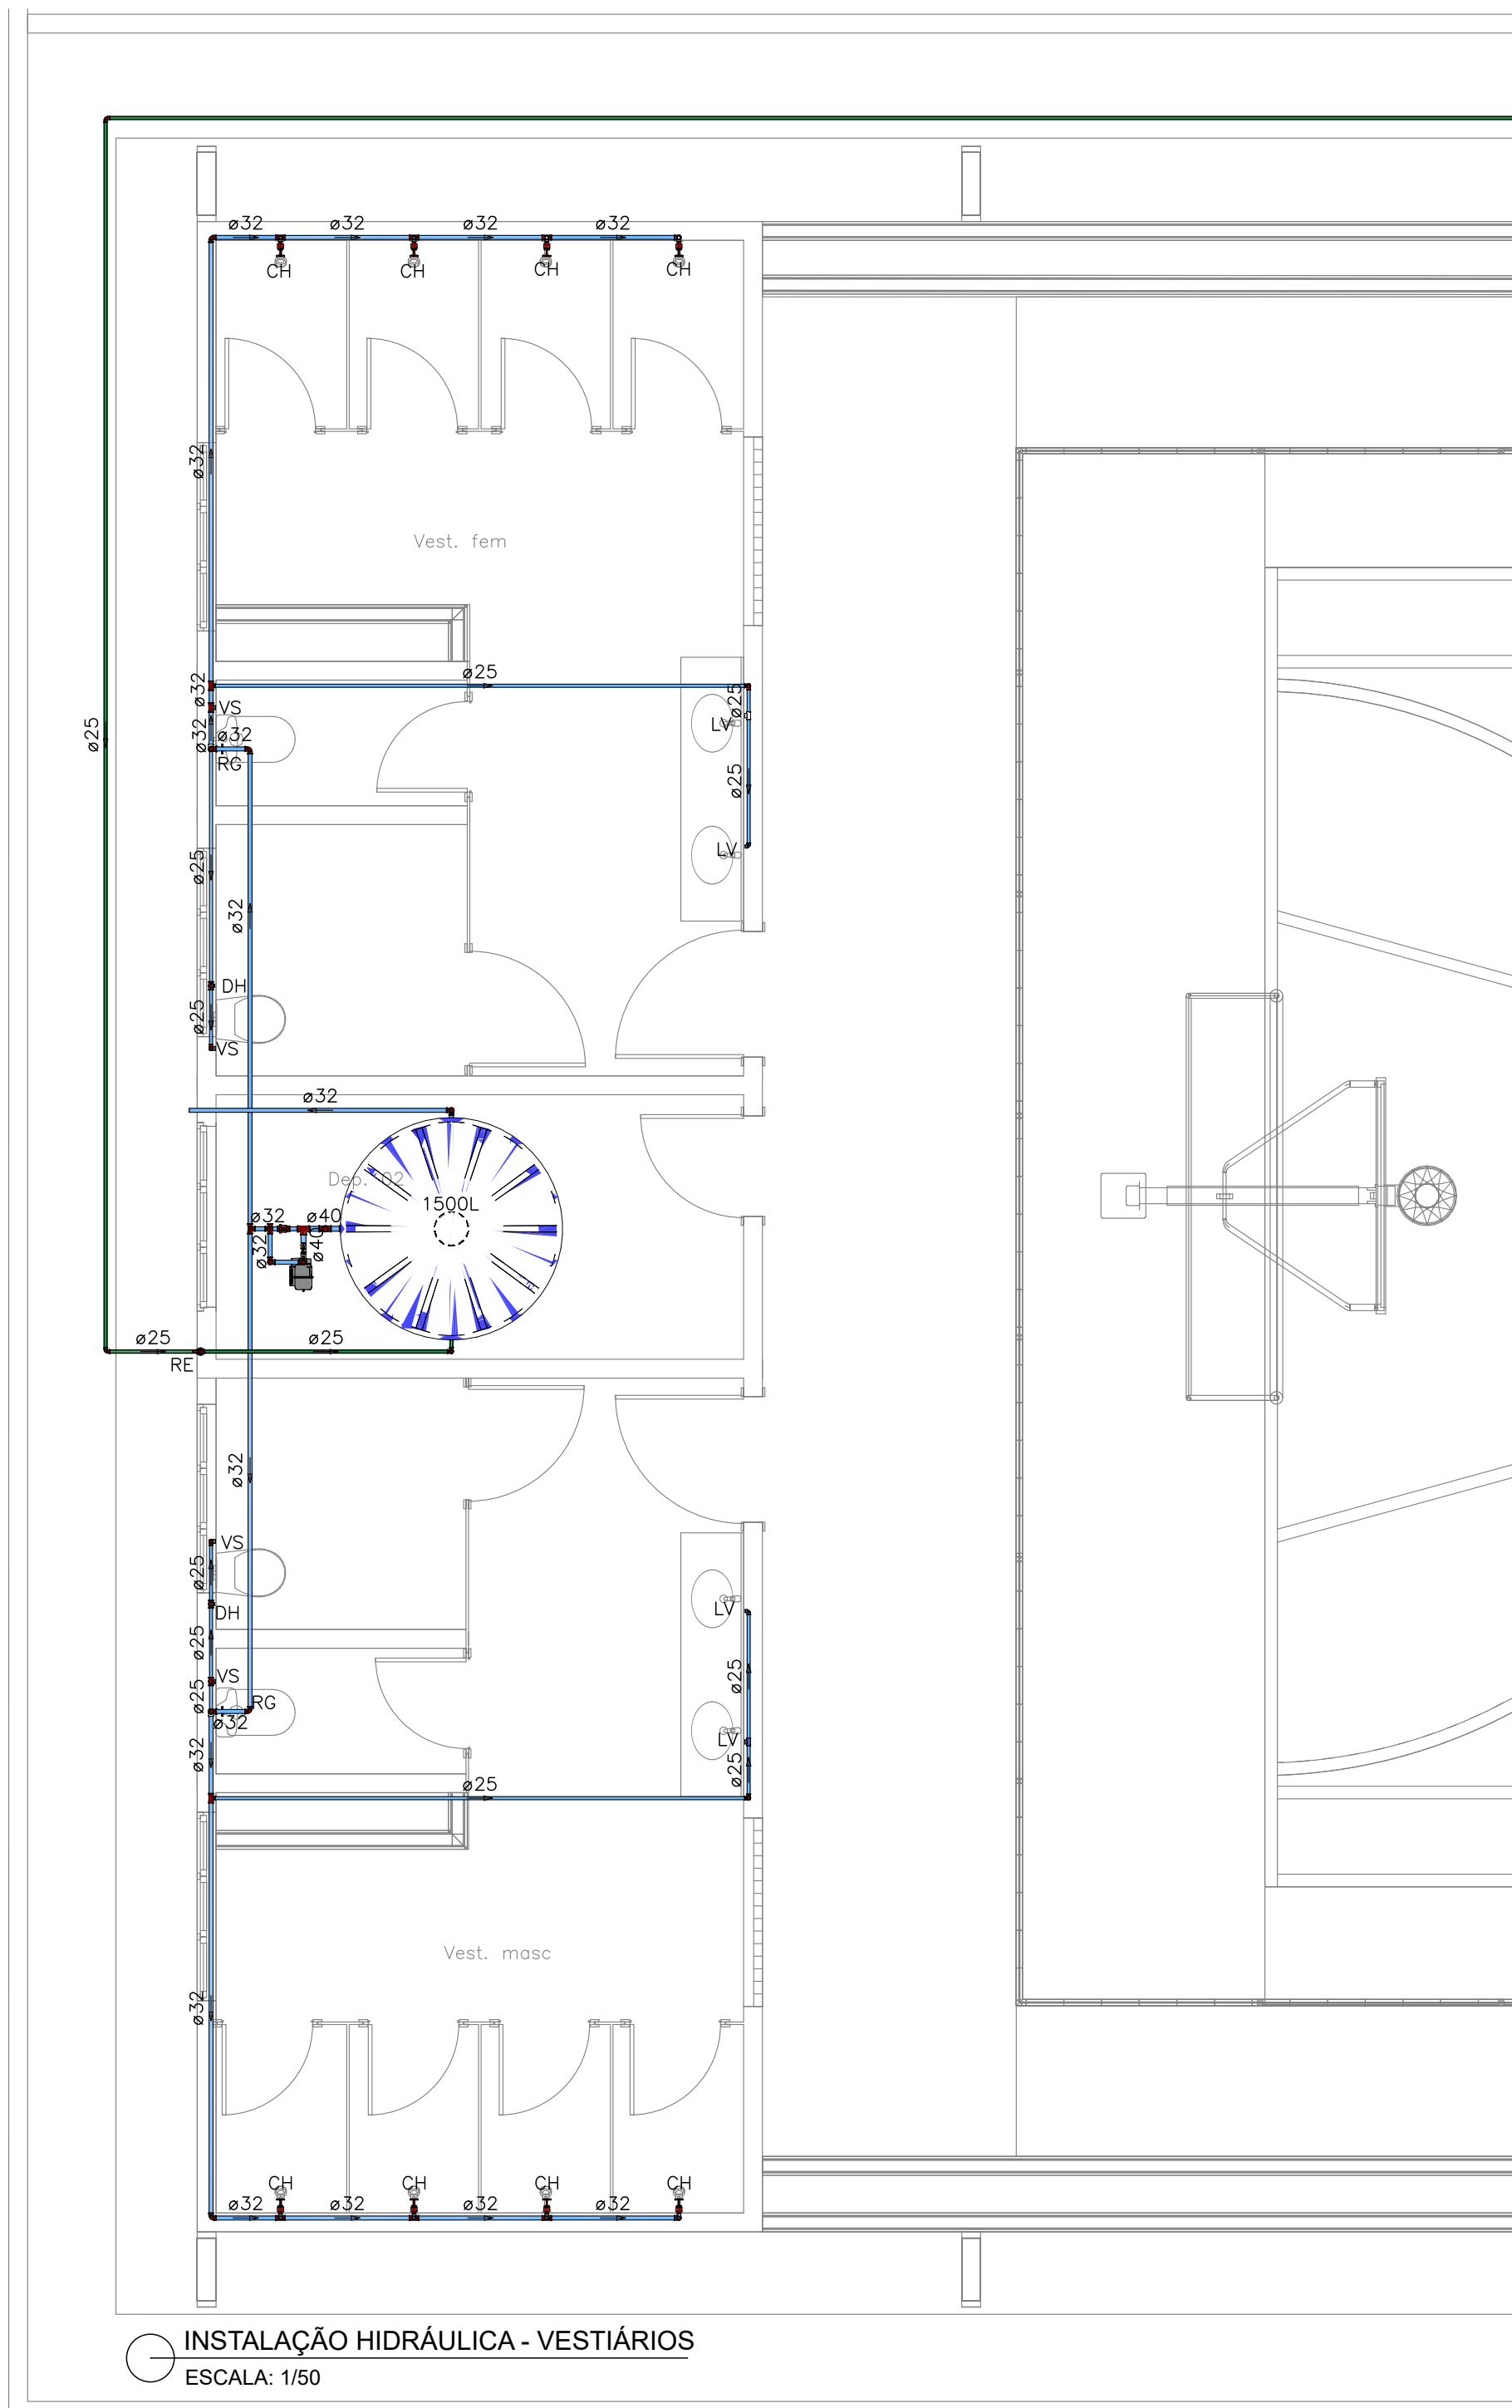 ø32 ø32 ø32 ø32
CH CH CH CH
ø32
Vest. fem
ø25
ø32
ø25
VS
LV
ø32 ø32
ø25
RG
ø25
LV
ø25
ø32
DH
ø25
VS
ø32
Dep. 02
1500L
ø32 ø40
ø32 ø40
ø25 ø25
RE
ø32
VS
ø25
LV
DH
ø25
VS
ø25
ø25
RG
ø32
LV
ø32
ø25
ø25
Vest. masc
ø32
CH CH CH CH
ø32 ø32 ø32 ø32
INSTALAÇÃO HIDRÁULICA - VESTIÁRIOS
ESCALA: 1/50